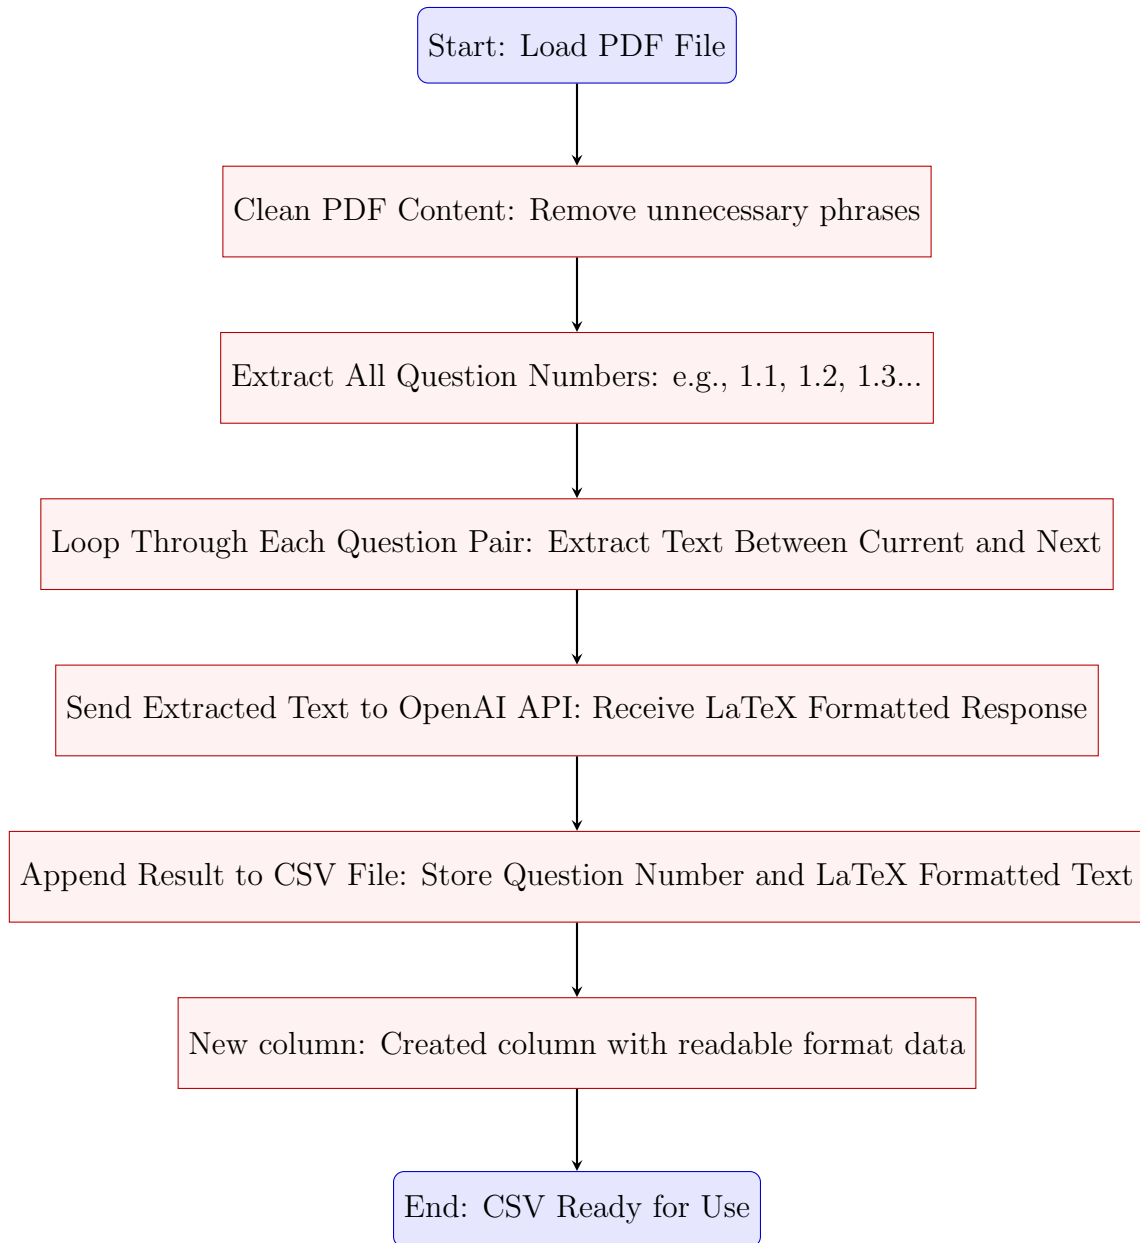 Start: Load PDF File
Clean PDF Content: Remove unnecessary phrases
Extract All Question Numbers: e.g., 1.1, 1.2, 1.3...
Loop Through Each Question Pair: Extract Text Between Current and Next
Send Extracted Text to OpenAI API: Receive LaTeX Formatted Response
Append Result to CSV File: Store Question Number and LaTeX Formatted Text
New column: Created column with readable format data
End: CSV Ready for Use